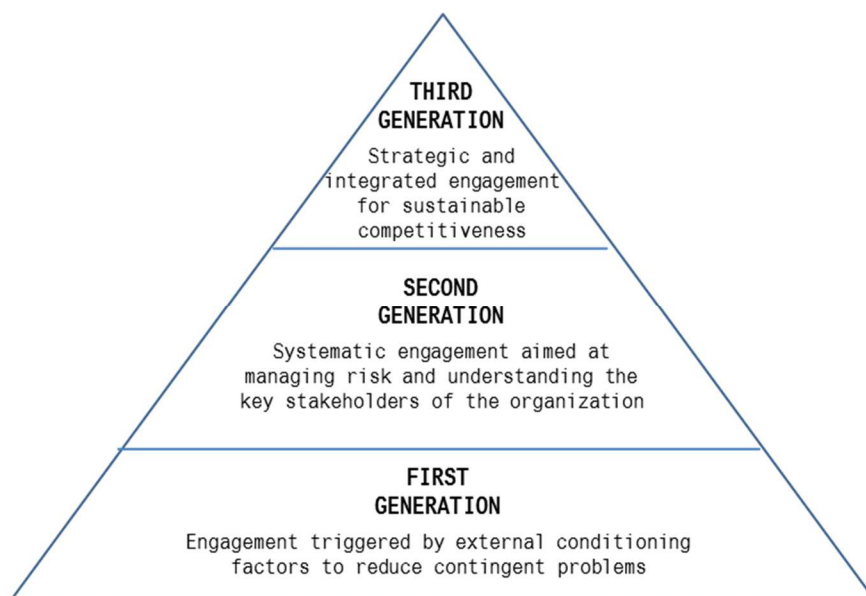 THIRD
GENERATION
Strategic and
integrated engagement
for sustainable
competitiveness
SECOND
GENERATION
Systematic engagement aimed at
managing risk and understanding the
key stakeholders of the organization
FIRST
GENERATION
Engagement triggered by external conditioning
factors to reduce contingent problems